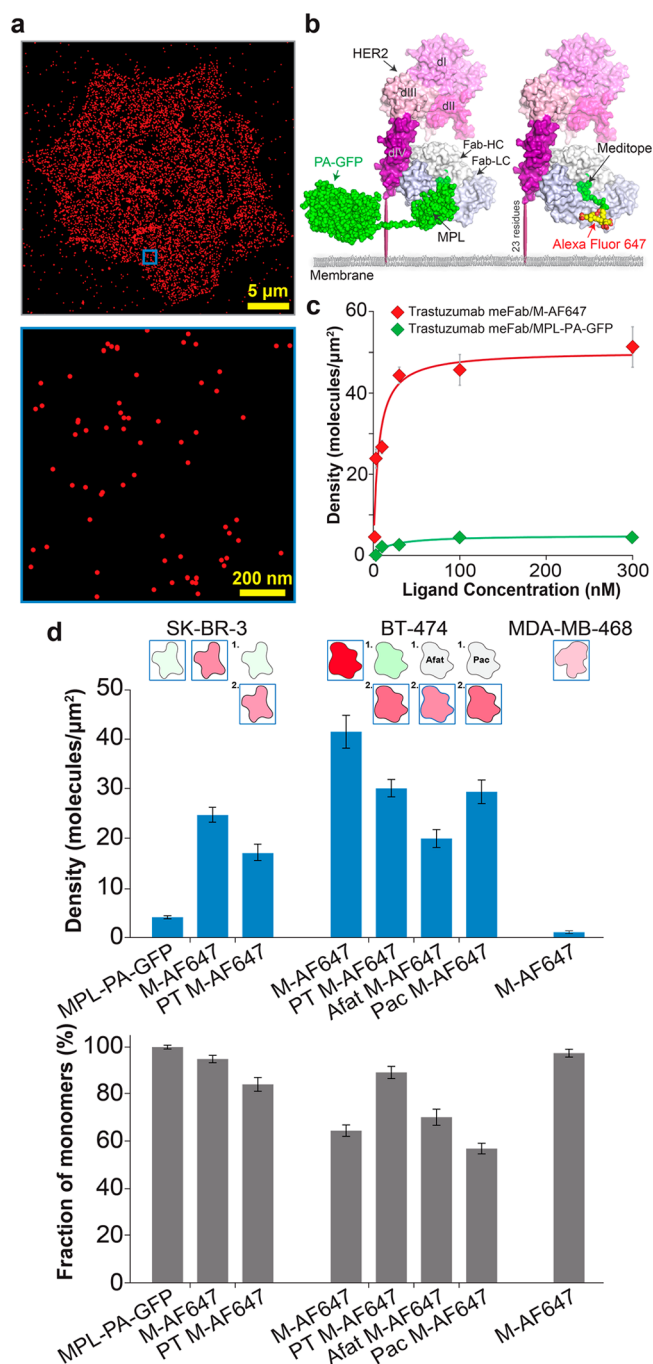 a
5 µm
200 nm
b
HER2
dI
dIII
dII
dIV
Fab-HC
Fab-LC
PA-GFP
MPL
Meditope
Alexa Fluor 647
23 residues
Membrane
c
Trastuzumab meFab/M-AF647
Trastuzumab meFab/MPL-PA-GFP
Density (molecules/µm²)
60
40
20
0
0 100 200 300
Ligand Concentration (nM)
d
SK-BR-3 BT-474 MDA-MB-468
1. 1. 1. Afat 1. Pac
2. 2. 2. 2.
Density (molecules/µm²)
50
40
30
20
10
0
MPL-PA-GFP
M-AF647
PT M-AF647
M-AF647
PT M-AF647
Afat M-AF647
Pac M-AF647
M-AF647
Fraction of monomers (%)
100
80
60
40
20
0
MPL-PA-GFP
M-AF647
PT M-AF647
M-AF647
PT M-AF647
Afat M-AF647
Pac M-AF647
M-AF647